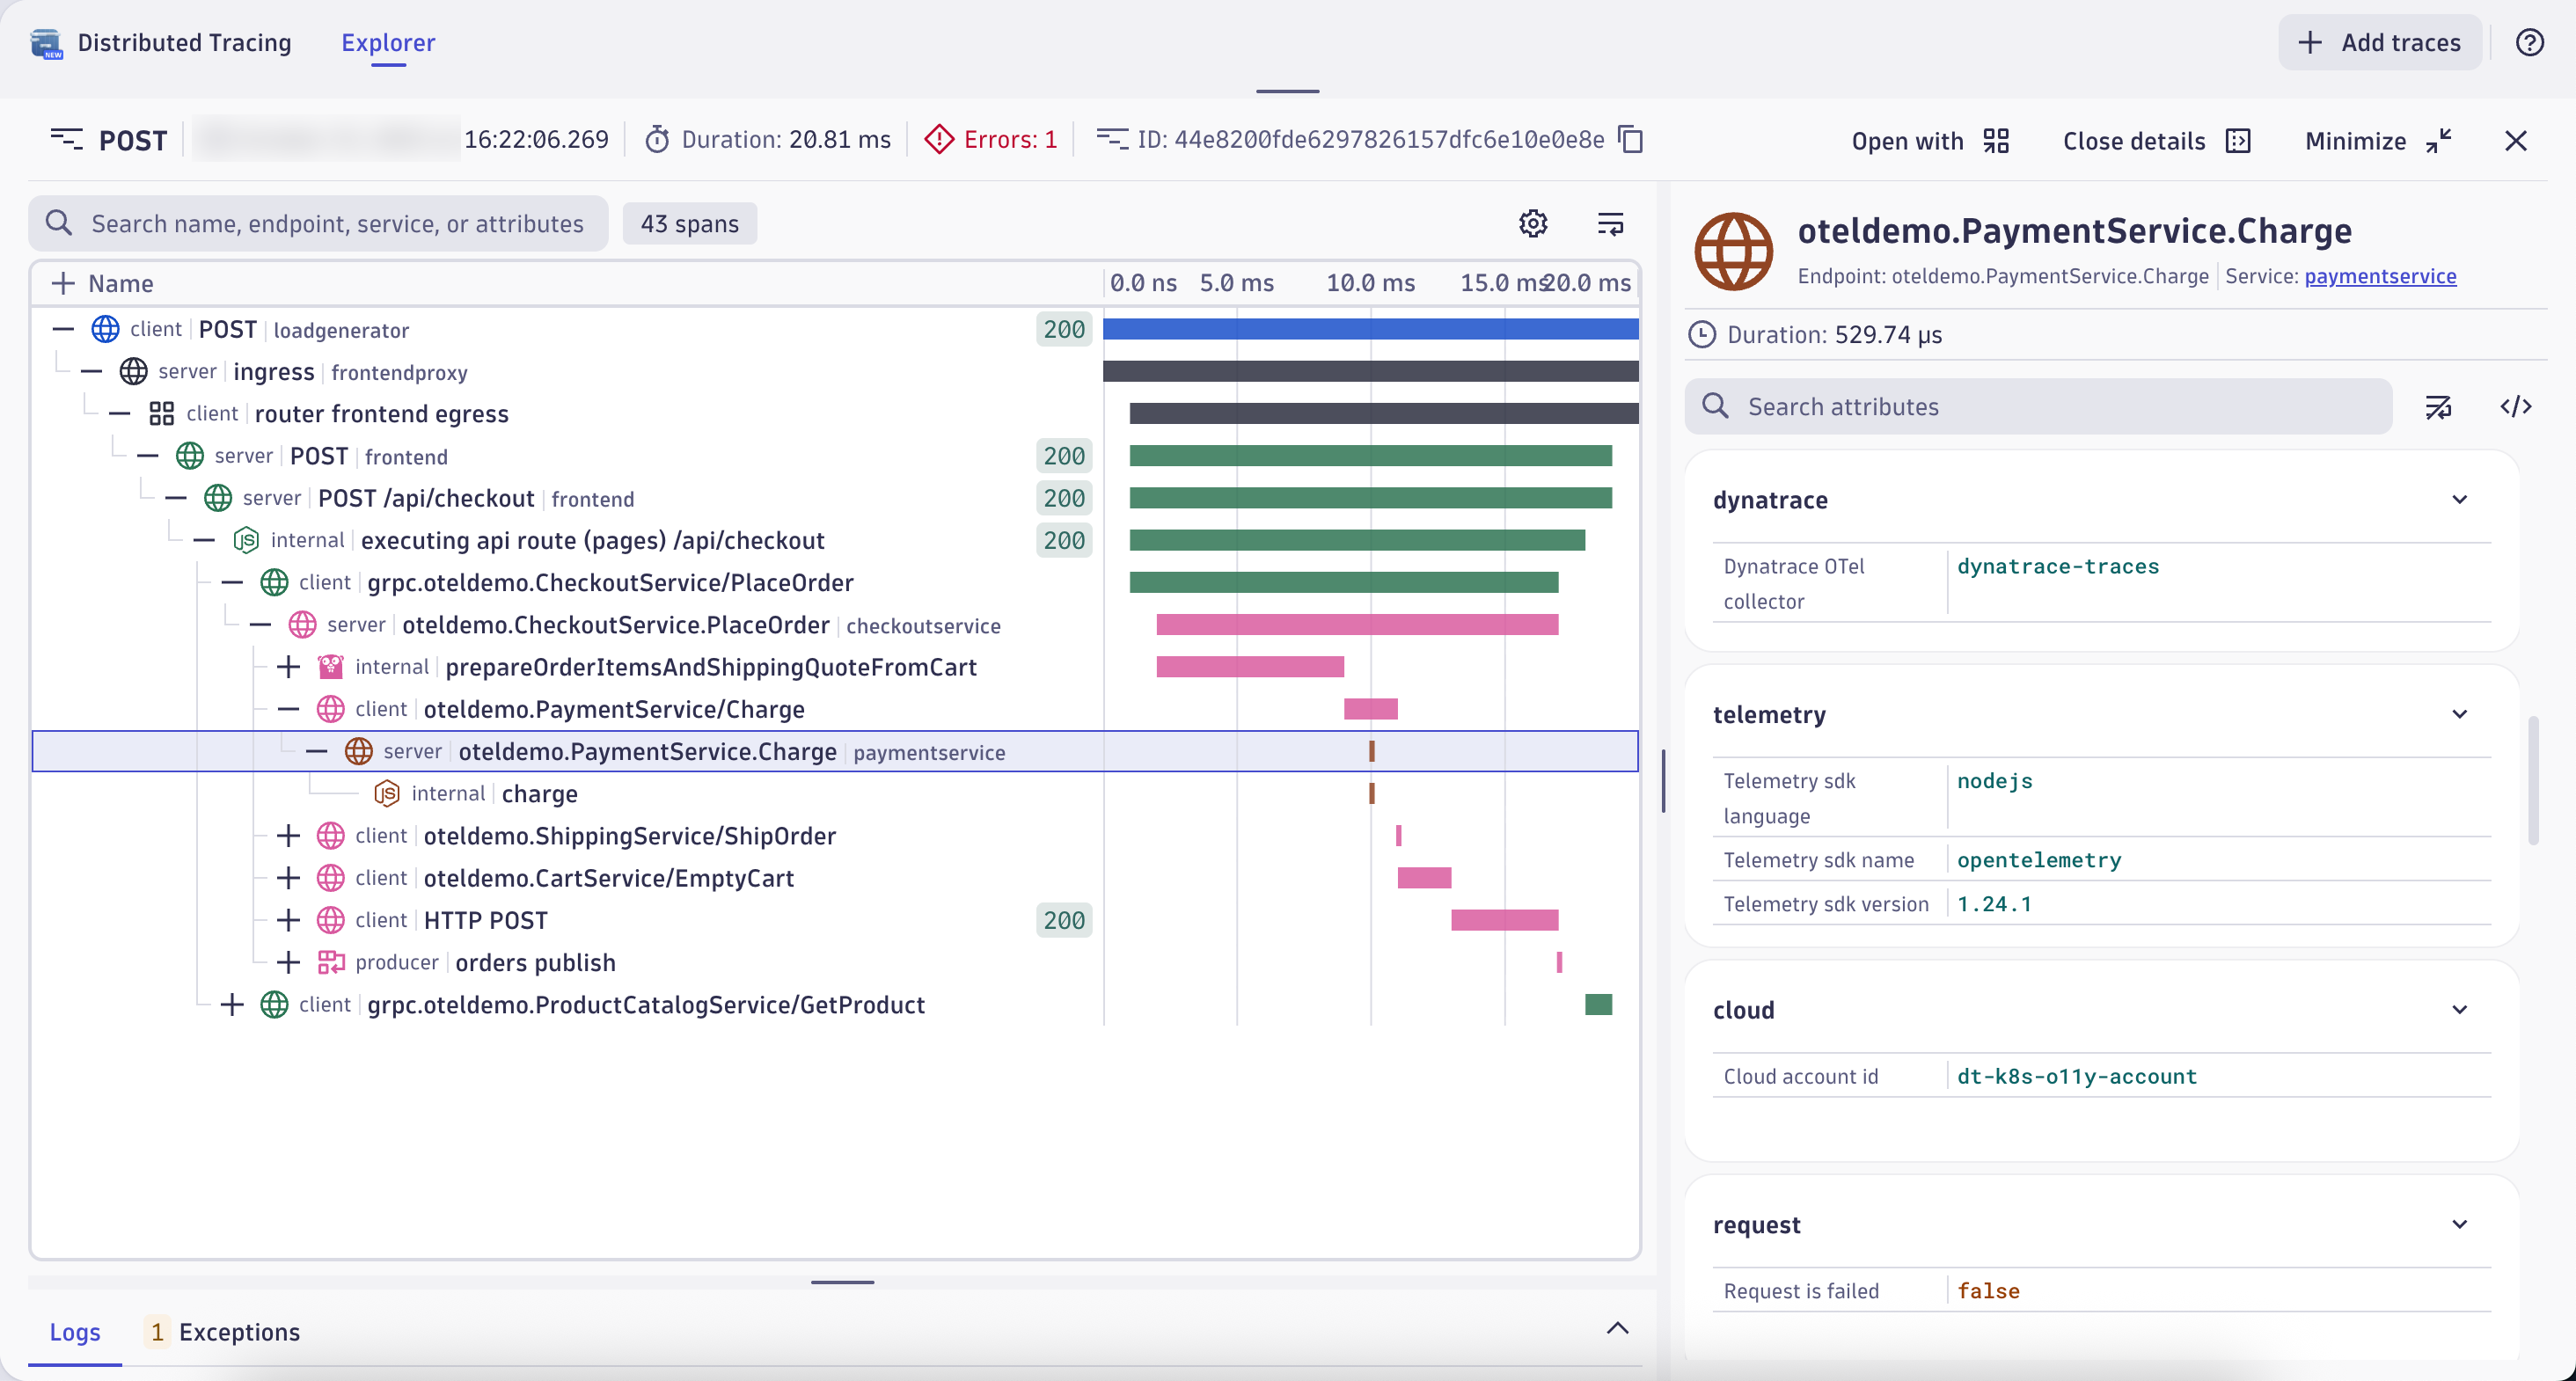 NEW
Distributed Tracing
Explorer
Add traces
POST
16:22:06.269
Duration: 20.81 ms
Errors: 1
ID: 44e8200fde6297826157dfc6e10e0e8e
Open with
Close details
Minimize
Search name, endpoint, service, or attributes
43 spans
Name
0.0 ns 5.0 ms 10.0 ms 15.0 ms 20.0 ms
client POST loadgenerator 200
server ingress frontendproxy
client router frontend egress
server POST frontend 200
server POST /api/checkout frontend 200
JS internal executing api route (pages) /api/checkout 200
client grpc.oteldemo.CheckoutService/PlaceOrder
server oteldemo.CheckoutService.PlaceOrder checkoutservice
internal prepareOrderItemsAndShippingQuoteFromCart
client oteldemo.PaymentService/Charge
server oteldemo.PaymentService.Charge paymentservice
JS internal charge
client oteldemo.ShippingService/ShipOrder
client oteldemo.CartService/EmptyCart
client HTTP POST 200
producer orders publish
client grpc.oteldemo.ProductCatalogService/GetProduct
Logs
1 Exceptions
oteldemo.PaymentService.Charge
Endpoint: oteldemo.PaymentService.Charge Service: paymentservice
Duration: 529.74 µs
Search attributes
dynatrace
Dynatrace OTel dynatrace-traces
collector
telemetry
Telemetry sdk nodejs
language
Telemetry sdk name opentelemetry
Telemetry sdk version 1.24.1
cloud
Cloud account id dt-k8s-o11y-account
request
Request is failed false